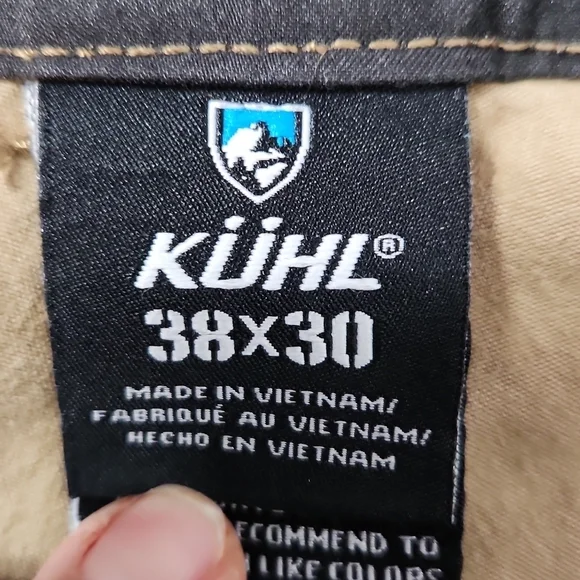 KÜHL®
38X30
MADE IN VIETNAM/
FABRIQUÉ AU VIETNAM/
HECHO EN VIETNAM
RECOMMEND TO
LIKE COLORS